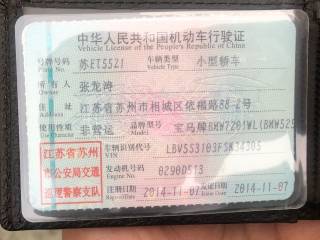 中华人民共和国机动车行驶证
Vehicle License of the People's Republic of China
号牌号码 苏ET5521 车辆类型 小型轿车
Plate No. Vehicle Type
所有人 张龙涛
Owner
住址 江苏省苏州市相城区依福路88-2号
Address
使用性质 非营运 品牌型号 宝马牌BMW7201WL(BMW525
Use Character Model
江苏省苏州 车辆识别代号 LBV5S3103FSM34305
VIN
市公安局交通 发动机号码 0290D513
Engine No.
巡逻警察支队 注册日期 2014-11-07 发证日期 2014-11-07
Register Date Issue Date